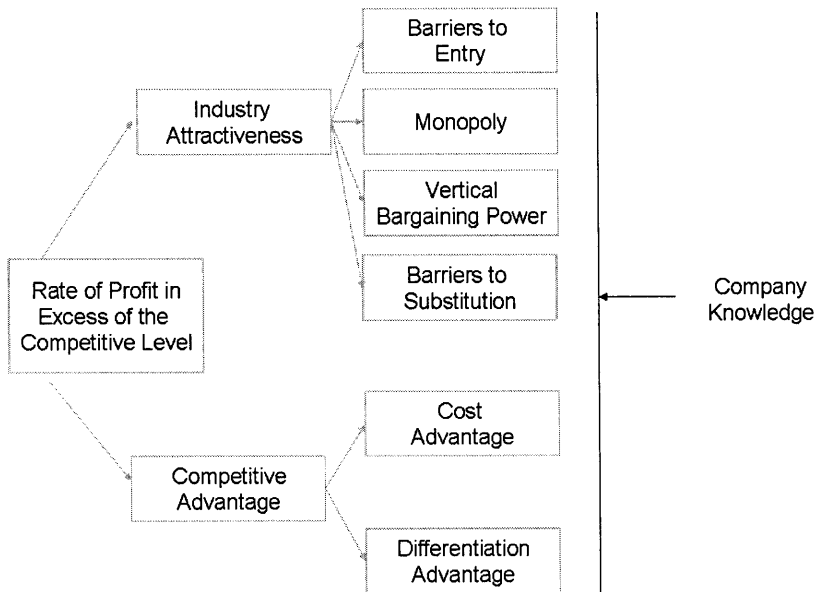 Barriers to
Entry
Industry
Attractiveness
Monopoly
Vertical
Bargaining Power
Rate of Profit in
Excess of the
Competitive Level
Barriers to
Substitution
Company
Knowledge
Cost
Advantage
Competitive
Advantage
Differentiation
Advantage